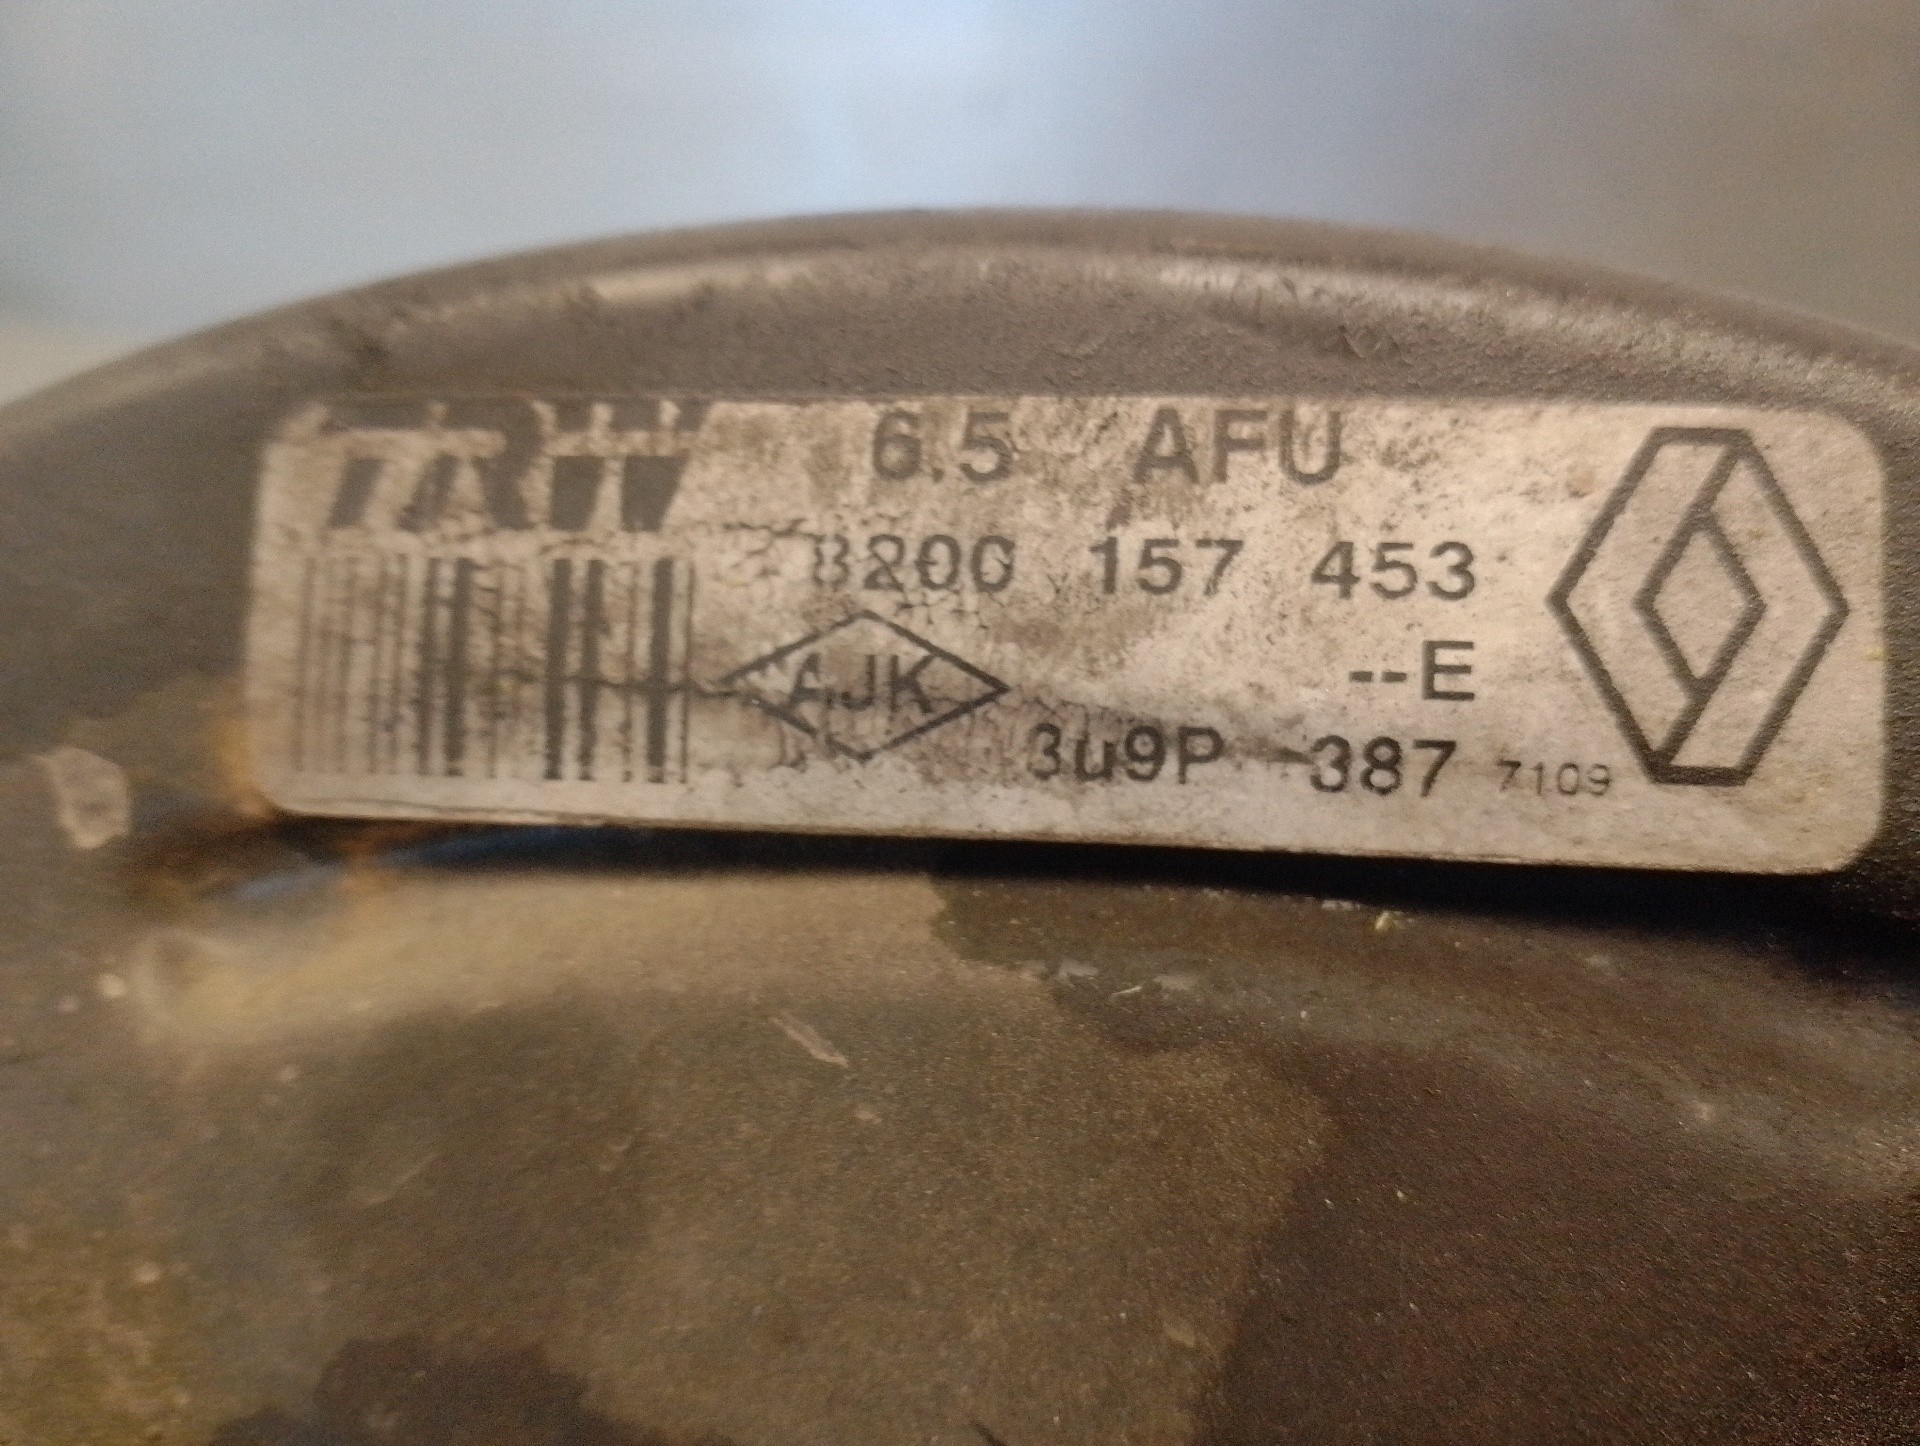 TRW 6.5 AFU
8200 157 453
AJK --E
3u9P -387 7109